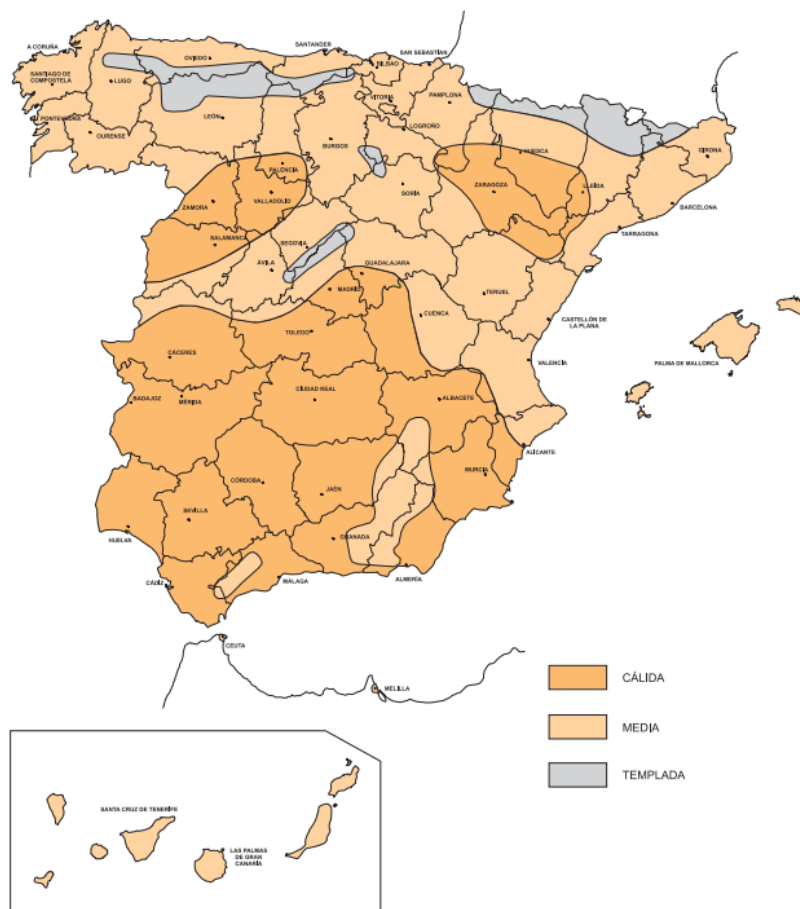 SANTANDER
A CORUÑA
SAN SEBASTIÁN
OVIEDO
BILBAO
SANTIAGO DE
COMPOSTELA
LUGO
VITORIA
PAMPLONA
PONTEVEDRA
LEÓN
LOGROÑO
OURENSE
BURGOS
HUESCA
GIRONA
PALENCIA
SORIA
ZARAGOZA
LLEIDA
VALLADOLID
ZAMORA
BARCELONA
TARRAGONA
SALAMANCA
SEGOVIA
ÁVILA
GUADALAJARA
MADRID
TERUEL
CUENCA
CASTELLÓN DE
LA PLANA
TOLEDO
CÁCERES
VALENCIA
PALMA DE MALLORCA
CIUDAD REAL
BADAJOZ
MÉRIDA
ALBACETE
ALICANTE
MURCIA
CÓRDOBA
JAÉN
SEVILLA
HUELVA
GRANADA
CÁDIZ
MÁLAGA
ALMERÍA
CEUTA
MELILLA
CÁLIDA
MEDIA
TEMPLADA
SANTA CRUZ DE TENERIFE
LAS PALMAS
DE GRAN
CANARÍA